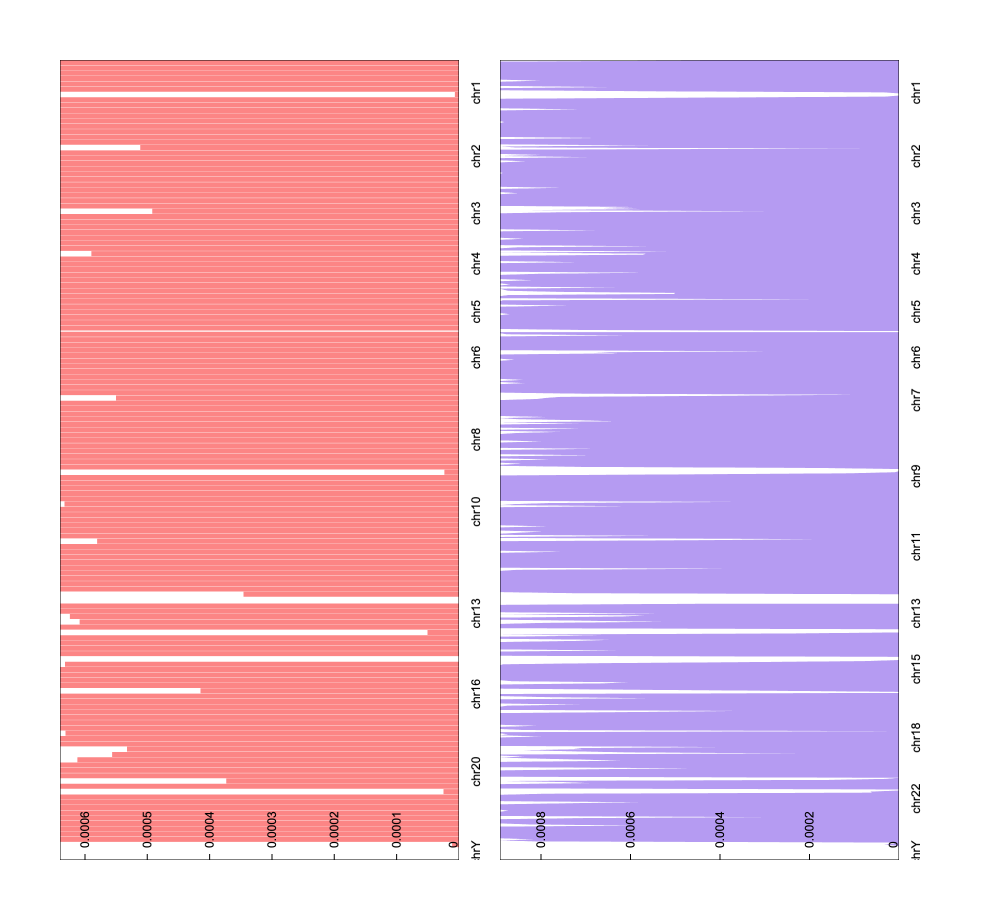 chr1
chr2
chr3
chr4
chr5
chr6
chr8
chr10
chr13
chr16
chr20
hrY
0.0006
0.0005
0.0004
0.0003
0.0002
0.0001
0
chr1
chr2
chr3
chr4
chr5
chr6
chr7
chr9
chr11
chr13
chr15
chr18
chr22
hrY
0.0008
0.0006
0.0004
0.0002
0